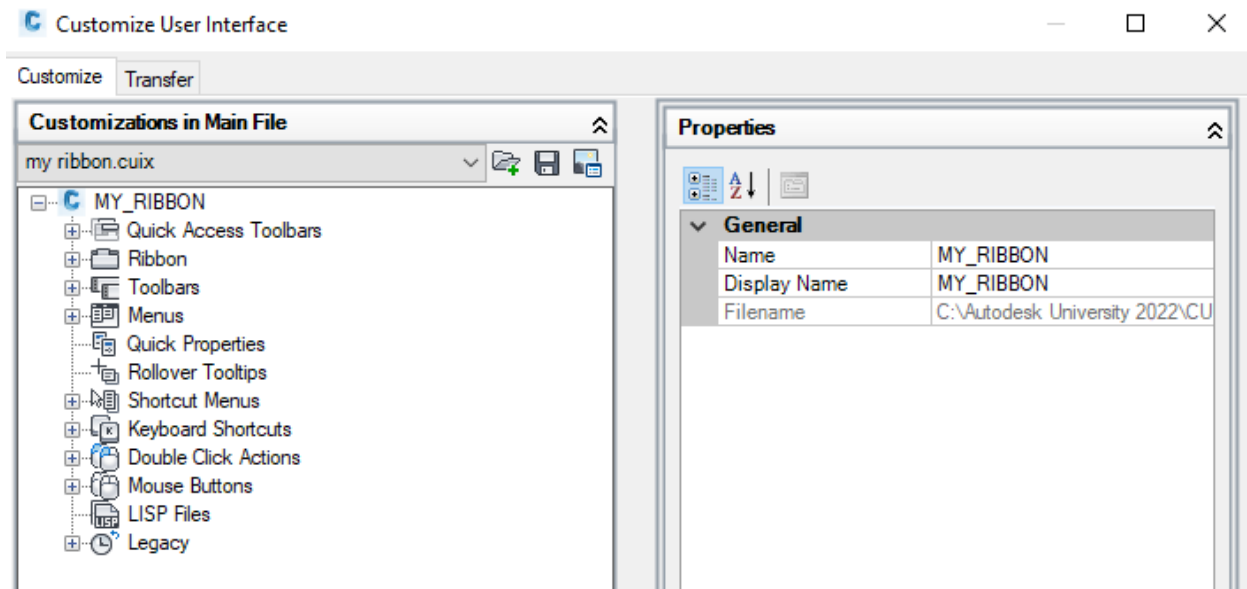 Customize User Interface
Customize Transfer
Customizations in Main File
my ribbon.cuix
MY_RIBBON
Quick Access Toolbars
Ribbon
Toolbars
Menus
Quick Properties
Rollover Tooltips
Shortcut Menus
Keyboard Shortcuts
Double Click Actions
Mouse Buttons
LISP Files
Legacy
Properties
General
Name MY_RIBBON
Display Name MY_RIBBON
Filename C:\Autodesk University 2022\CU